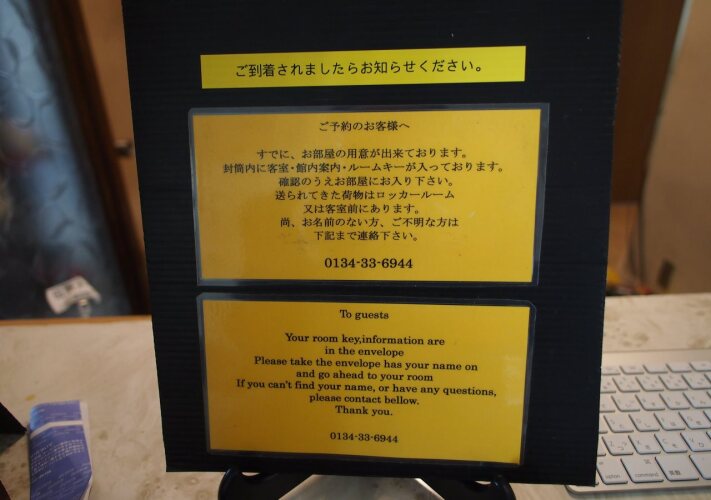 ご到着されましたらお知らせください。
ご予約のお客様へ
すでに、お部屋の用意が出来ております。
封筒内に客室・館内案内・ルームキーが入っております。
確認のうえお部屋にお入り下さい。
送られてきた荷物はロッカールーム
又は客室前にあります。
尚、お名前のない方、ご不明な方は
下記まで連絡下さい。
0134-33-6944
To guests
Your room key,information are
in the envelope
Please take the envelope has your name on
and go ahead to your room
If you can't find your name, or have any questions,
please contact bellow.
Thank you.
0134-33-6944
option
command
英数